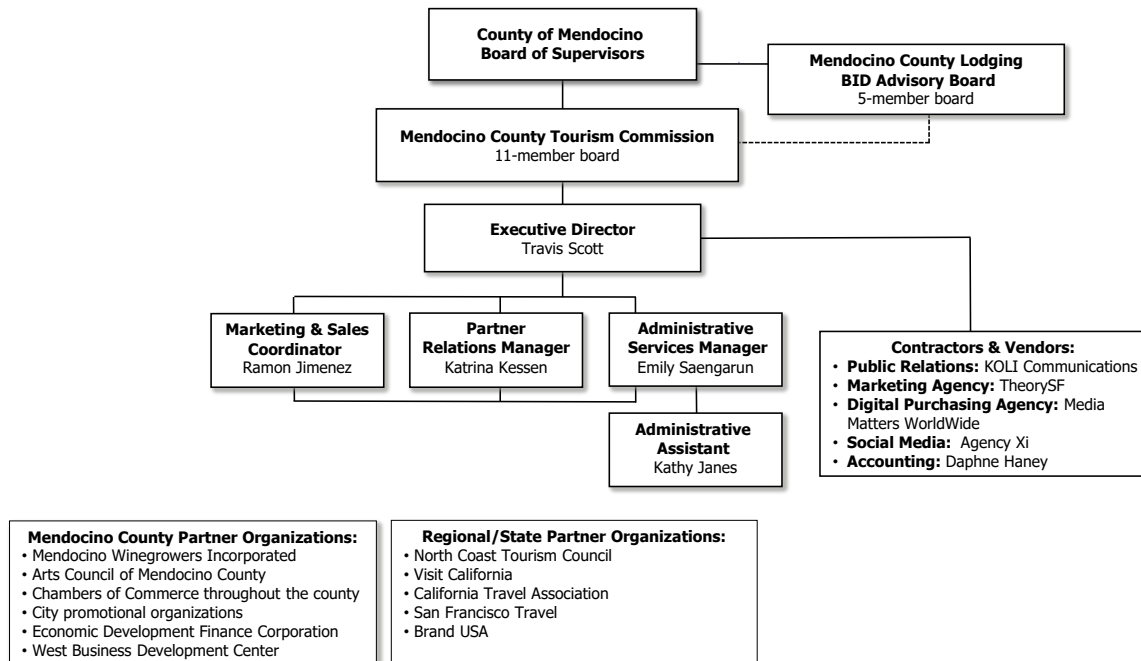 County of Mendocino
Board of Supervisors
Mendocino County Lodging
BID Advisory Board
5-member board
Mendocino County Tourism Commission
11-member board
Executive Director
Travis Scott
Marketing & Sales
Coordinator
Ramon Jimenez
Partner
Relations Manager
Katrina Kessen
Administrative
Services Manager
Emily Saengarun
Administrative
Assistant
Kathy Janes
Contractors & Vendors:
• Public Relations: KOLI Communications
• Marketing Agency: TheorySF
• Digital Purchasing Agency: Media
Matters WorldWide
• Social Media: Agency Xi
• Accounting: Daphne Haney
Mendocino County Partner Organizations:
• Mendocino Winegrowers Incorporated
• Arts Council of Mendocino County
• Chambers of Commerce throughout the county
• City promotional organizations
• Economic Development Finance Corporation
• West Business Development Center
Regional/State Partner Organizations:
• North Coast Tourism Council
• Visit California
• California Travel Association
• San Francisco Travel
• Brand USA